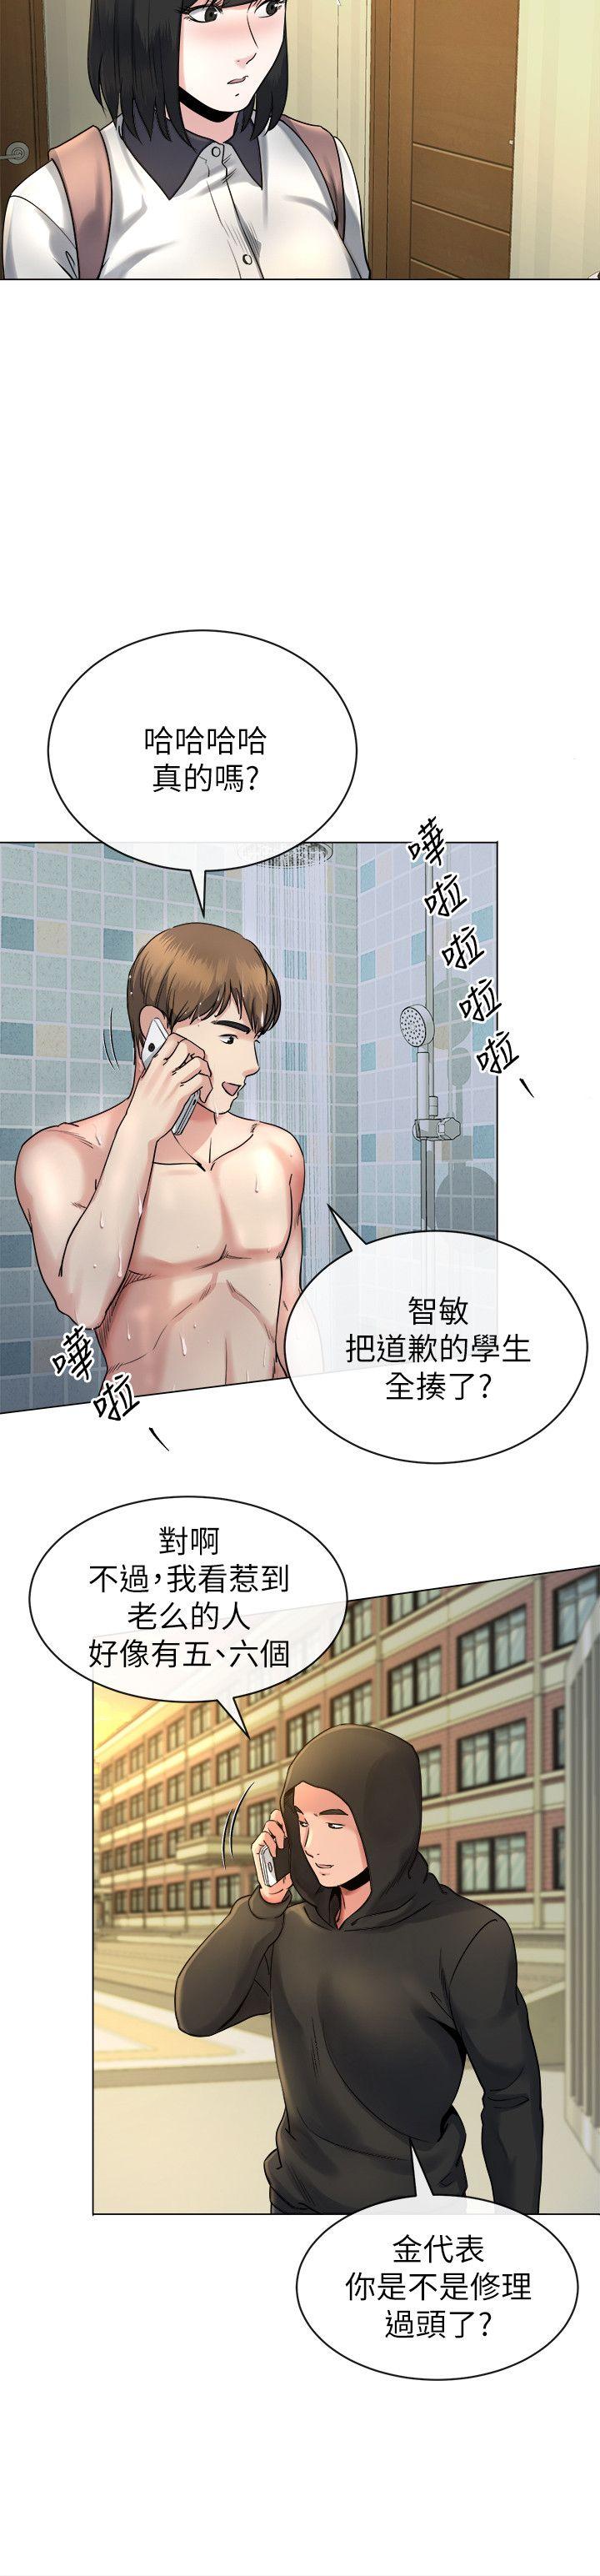 哈哈哈哈
真的嗎?
嘩啦啦啦啦
智敏
把道歉的學生
全揍了?
嘩啦
對啊
不過,我看惹到
老么的人
好像有五、六個
金代表
你是不是修理
過頭了?